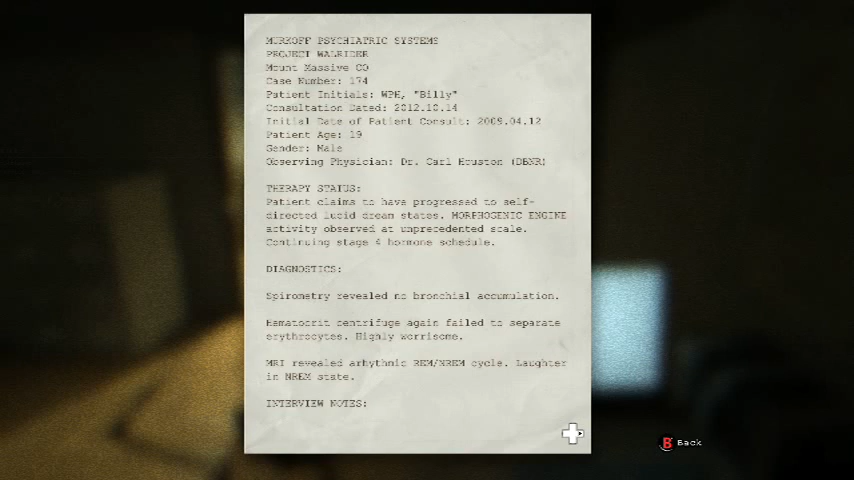 MURKOFF PSYCHIATRIC SYSTEMS
PROJECT WALRIDER
Mount Massive CO
Case Number: 174
Patient Initials: WPH, "Billy"
Consultation Dated: 2012.10.14
Initial Date of Patient Consult: 2009.04.12
Patient Age: 19
Gender: Male
Observing Physician: Dr. Carl Houston (DBNR)
THERAPY STATUS:
Patient claims to have progressed to self-
directed lucid dream states. MORPHOGENIC ENGINE
activity observed at unprecedented scale.
Continuing stage 4 hormone schedule.
DIAGNOSTICS:
Spirometry revealed no bronchial accumulation.
Hematocrit centrifuge again failed to separate
erythrocytes. Highly worrisome.
MRI revealed arhythmic REM/NREM cycle. Laughter
in NREM state.
INTERVIEW NOTES:
B Back